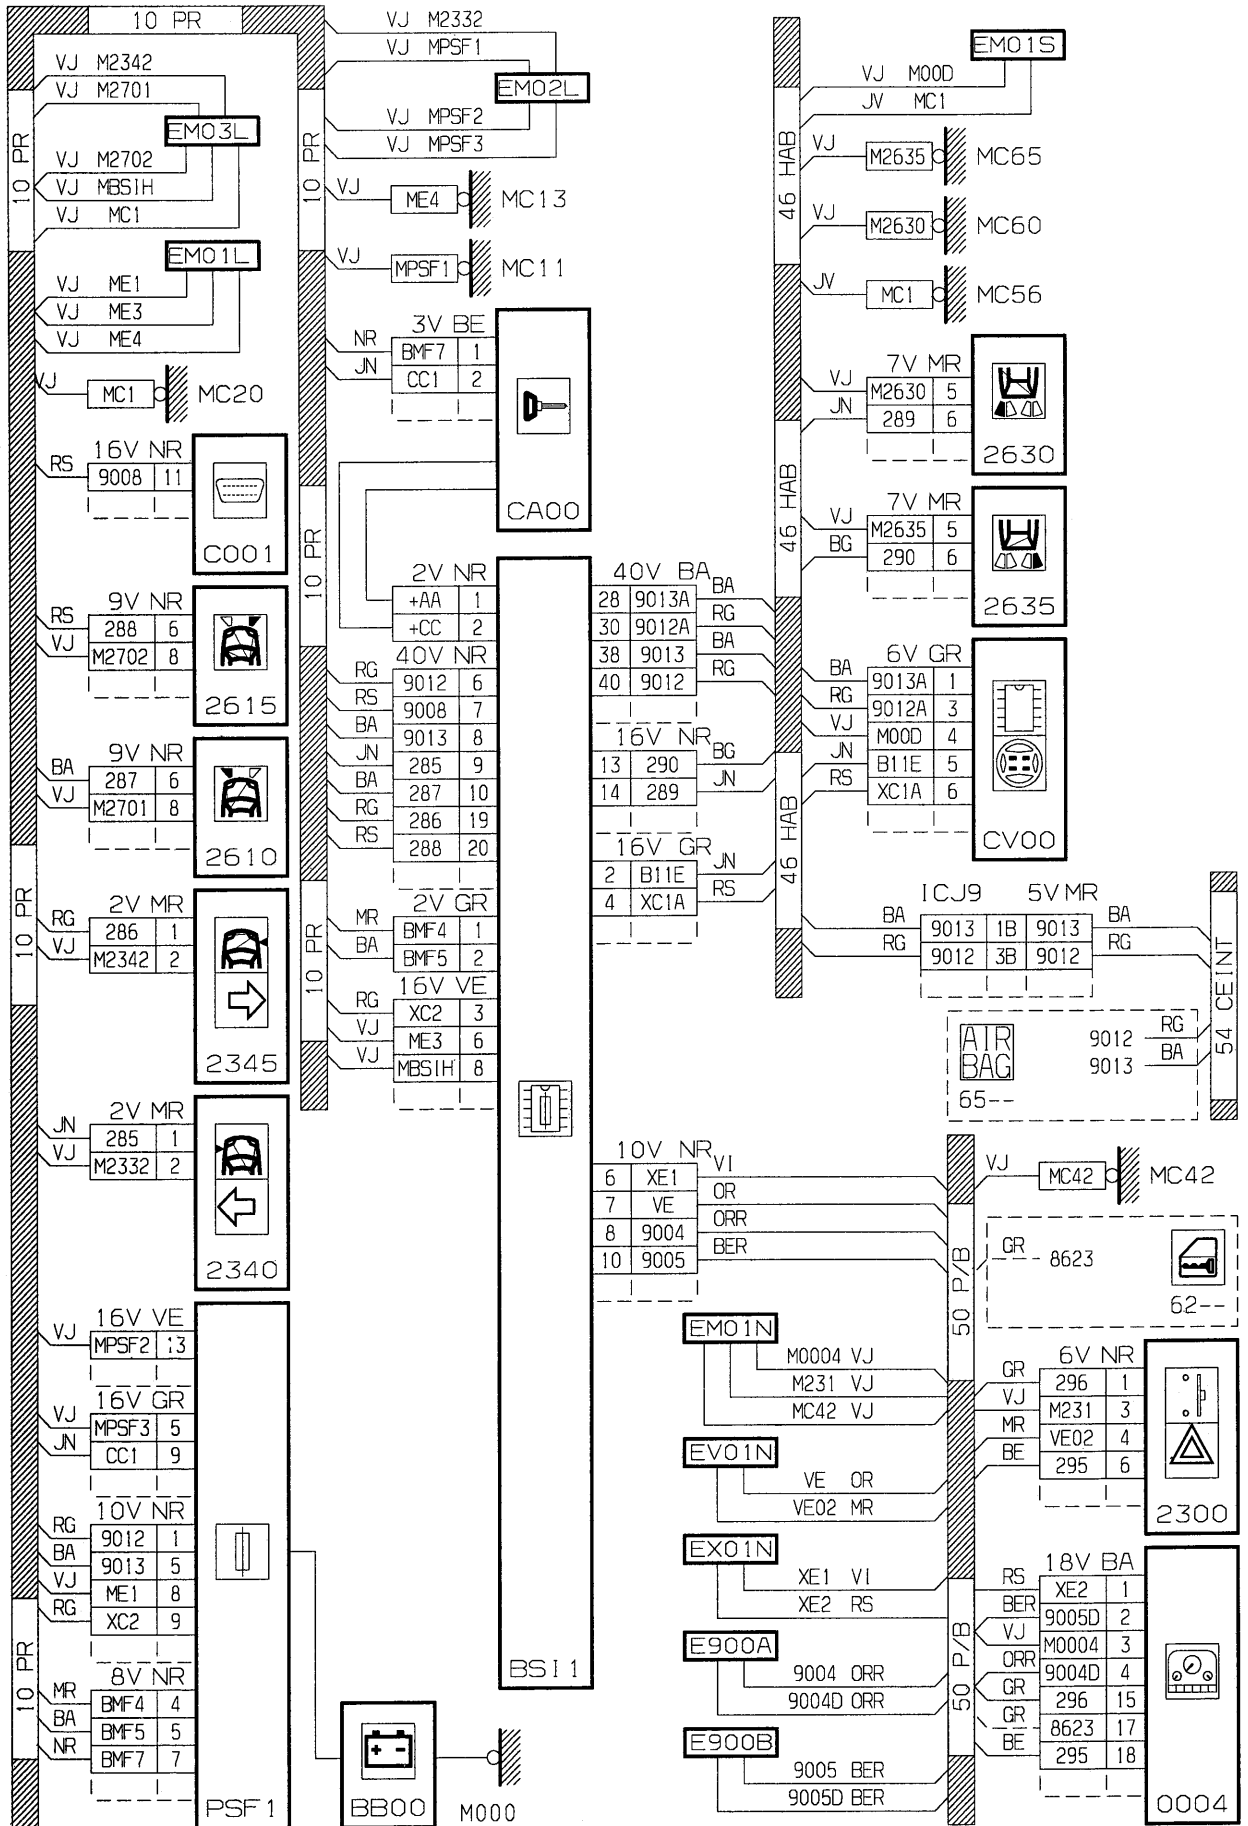 10 PR
VJ M2342
VJ M2701
EM03L
VJ M2702
VJ MBSIH
VJ MC1
10 PR
EM01L
VJ ME1
VJ ME3
VJ ME4
VJ MC1 MC20
16V NR
RS 9008 11
C001
9V NR
RS 288 6
VJ M2702 8
2615
9V NR
BA 287 6
VJ M2701 8
2610
10 PR
2V MR
RG 286 1
VJ M2342 2
2345
2V MR
JN 285 1
VJ M2332 2
2340
16V VE
VJ MPSF2 13
16V GR
VJ MPSF3 5
JN CC1 9
10V NR
RG 9012 1
BA 9013 5
VJ ME1 8
RG XC2 9
10 PR
8V NR
MR BMF4 4
BA BMF5 5
NR BMF7 7
PSF1
BB00
M000
VJ M2332
VJ MPSF1
EM02L
VJ MPSF2
VJ MPSF3
10 PR
VJ ME4 MC13
VJ MPSF1 MC11
3V BE
NR BMF7 1
JN CC1 2
CA00
10 PR
2V NR
+AA 1
+CC 2
40V NR
RG 9012 6
RS 9008 7
BA 9013 8
JN 285 9
BA 287 10
RG 286 19
RS 288 20
10 PR
2V GR
MR BMF4 1
BA BMF5 2
16V VE
RG XC2 3
VJ ME3 6
VJ MBSIH 8
BSI1
40V BA
28 9013A BA
30 9012A RG
38 9013 BA
40 9012 RG
16V NR
13 290 BG
14 289 JN
16V GR
2 B11E JN
4 XC1A RS
10V NR
6 XE1 VI
7 VE OR
8 9004 ORR
10 9005 BER
EM01S
VJ M00D
JV MC1
46 HAB
VJ M2635 MC65
VJ M2630 MC60
JV MC1 MC56
7V MR
VJ M2630 5
JN 289 6
2630
46 HAB
7V MR
VJ M2635 5
BG 290 6
2635
6V GR
BA 9013A 1
RG 9012A 3
VJ M00D 4
JN B11E 5
RS XC1A 6
CV00
46 HAB
ICJ9 5V MR
BA 9013 1B 9013 BA
RG 9012 3B 9012 RG
54 CEINT
AIR
BAG
65--
9012 RG
9013 BA
VJ MC42 MC42
50 P/B
GR 8623
62--
EM01N
M0004 VJ
M231 VJ
MC42 VJ
6V NR
GR 296 1
VJ M231 3
MR VE02 4
BE 295 6
2300
EV01N
VE OR
VE02 MR
EX01N
XE1 VI
XE2 RS
50 P/B
E900A
9004 ORR
9004D ORR
E900B
9005 BER
9005D BER
18V BA
RS XE2 1
BER 9005D 2
VJ M0004 3
ORR 9004D 4
GR 296 15
GR 8623 17
BE 295 18
0004